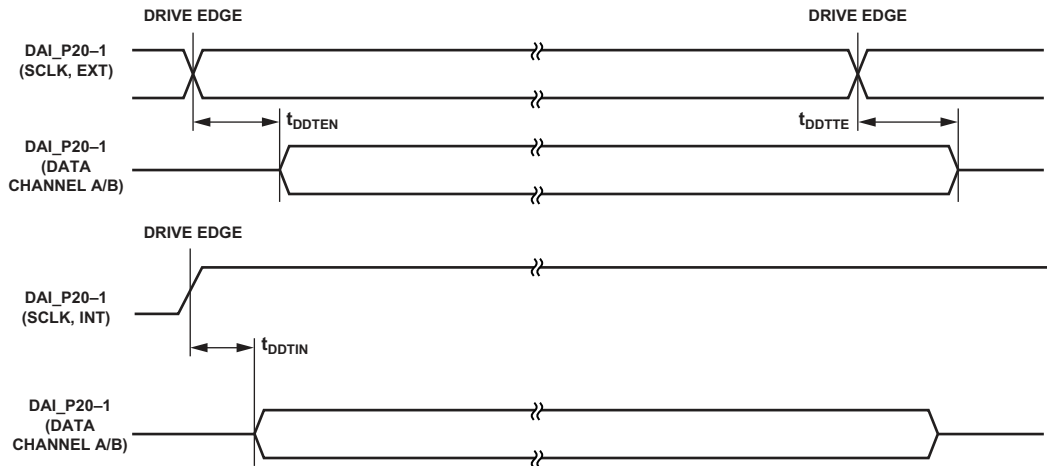 DRIVE EDGE
DRIVE EDGE
DAI_P20–1
(SCLK, EXT)
tDDTEN
tDDTTE
DAI_P20–1
(DATA
CHANNEL A/B)
DRIVE EDGE
DAI_P20–1
(SCLK, INT)
tDDTIN
DAI_P20–1
(DATA
CHANNEL A/B)